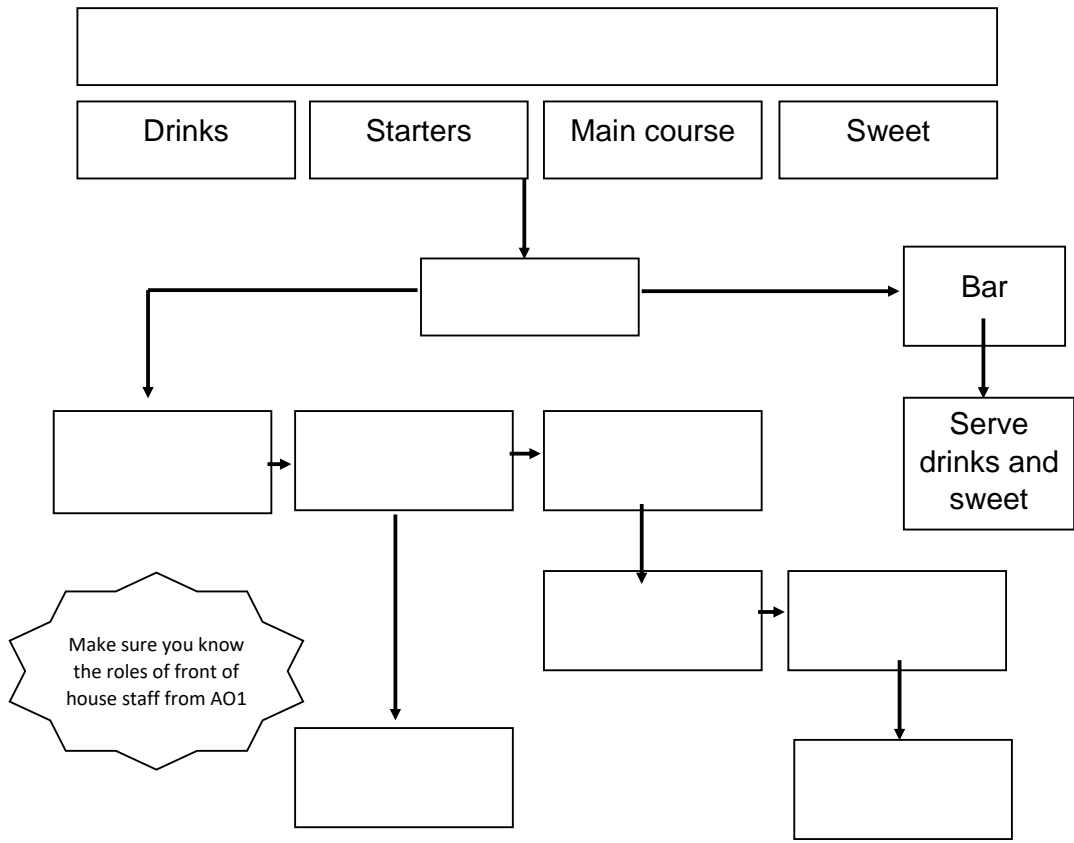 Drinks
Starters
Main course
Sweet
Bar
Serve
drinks and
sweet
Make sure you know
the roles of front of
house staff from AO1